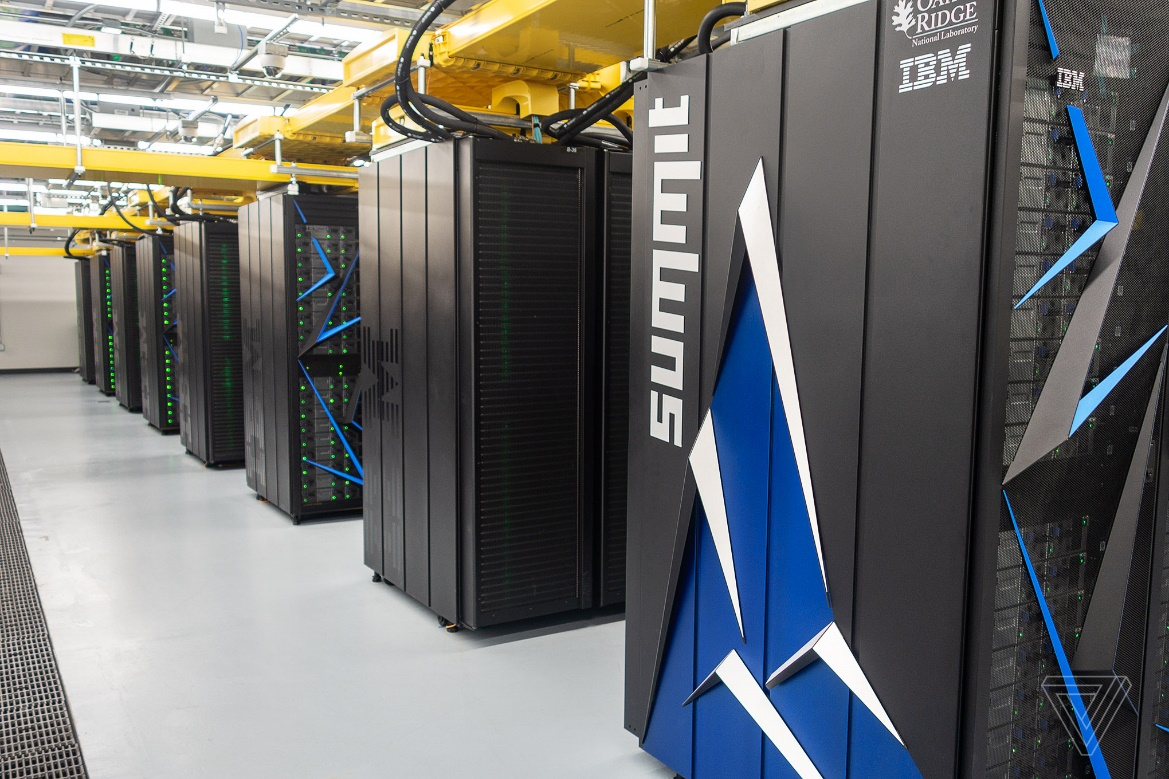 OAK
RIDGE
National Laboratory
IBM
IBM
summit